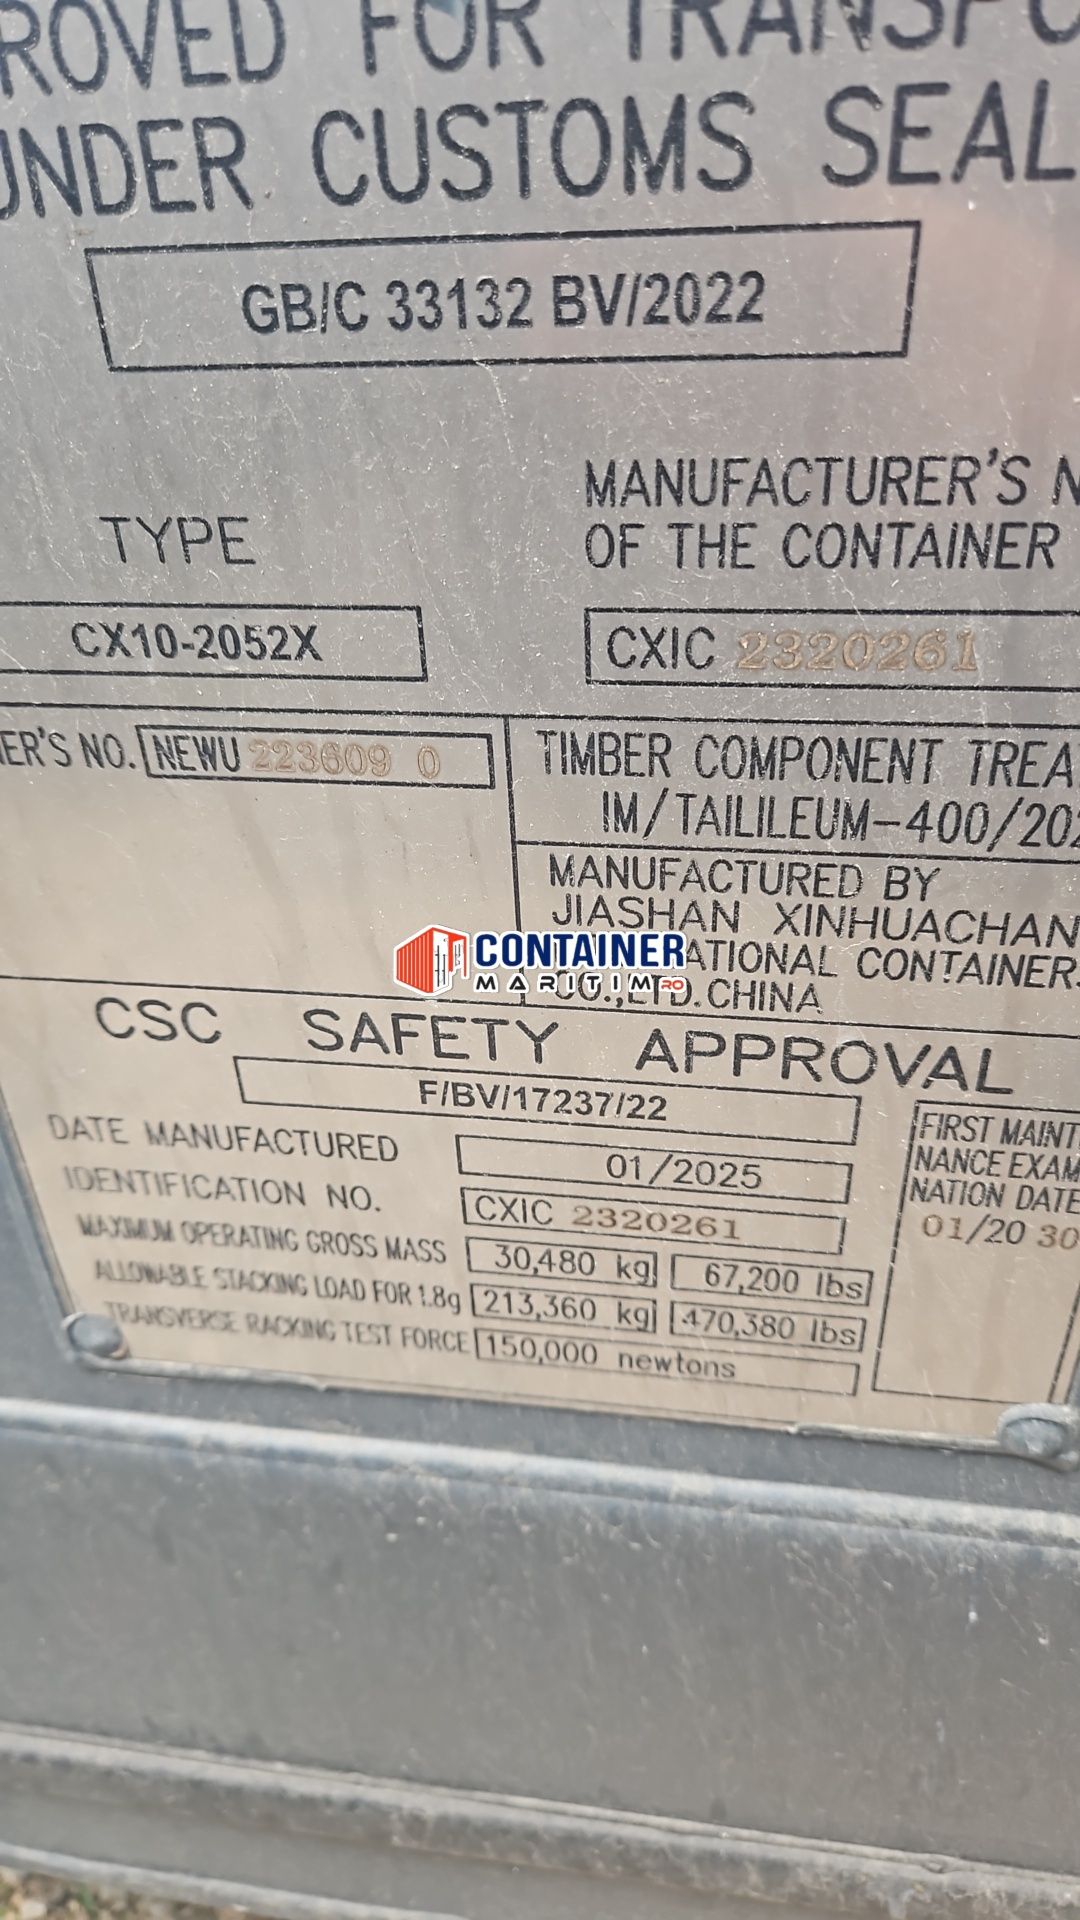 ROVED FOR TRANSPO
UNDER CUSTOMS SEAL
GB/C 33132 BV/2022
TYPE
MANUFACTURER'S N
OF THE CONTAINER
CX10-2052X
CXIC 2320261
ER'S NO. NEWU 223609 0
TIMBER COMPONENT TREA
IM/TAILILEUM-400/202
MANUFACTURED BY
JIASHAN XINHUACHAN
ATIONAL CONTAINER
CO.,LTD. CHINA
CONTAINER
MARITIM RO
CSC SAFETY APPROVAL
F/BV/17237/22
DATE MANUFACTURED 01/2025
IDENTIFICATION NO. CXIC 2320261
MAXIMUM OPERATING GROSS MASS 30,480 kg 67,200 lbs
ALLOWABLE STACKING LOAD FOR 1.8g 213,360 kg 470,380 lbs
TRANSVERSE RACKING TEST FORCE 150,000 newtons
FIRST MAINT
NANCE EXAM
NATION DATE
01/20 30